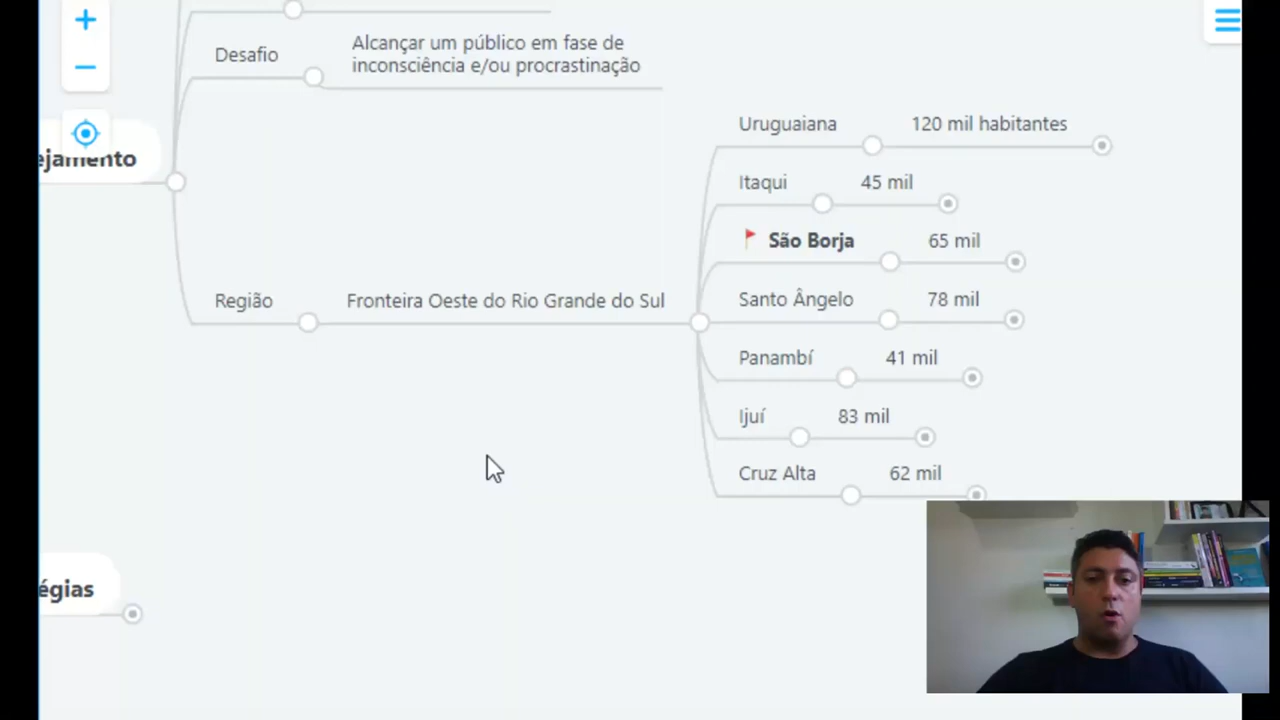 Desafio
Alcançar um público em fase de
inconsciência e/ou procrastinação
ejamento
Uruguaiana 120 mil habitantes
Itaqui 45 mil
São Borja 65 mil
Região Fronteira Oeste do Rio Grande do Sul
Santo Ângelo 78 mil
Panambí 41 mil
Ijuí 83 mil
Cruz Alta 62 mil
égias